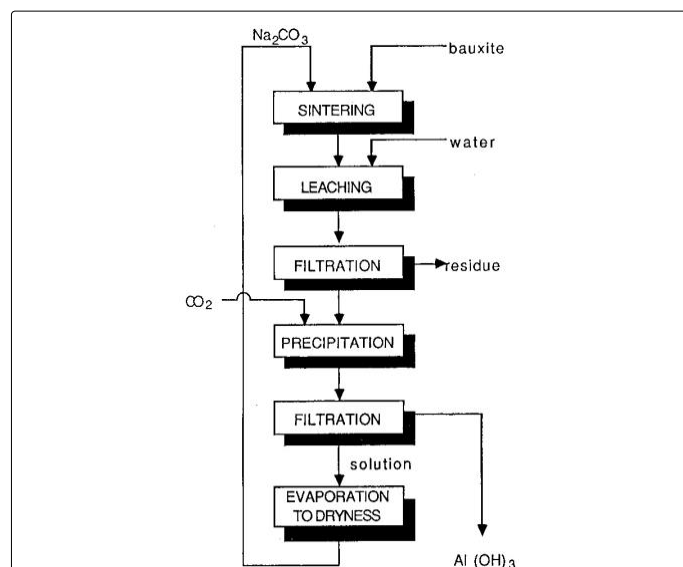 Na2CO3
bauxite
SINTERING
water
LEACHING
FILTRATION
residue
CO2
PRECIPITATION
FILTRATION
solution
EVAPORATION
TO DRYNESS
Al (OH)3